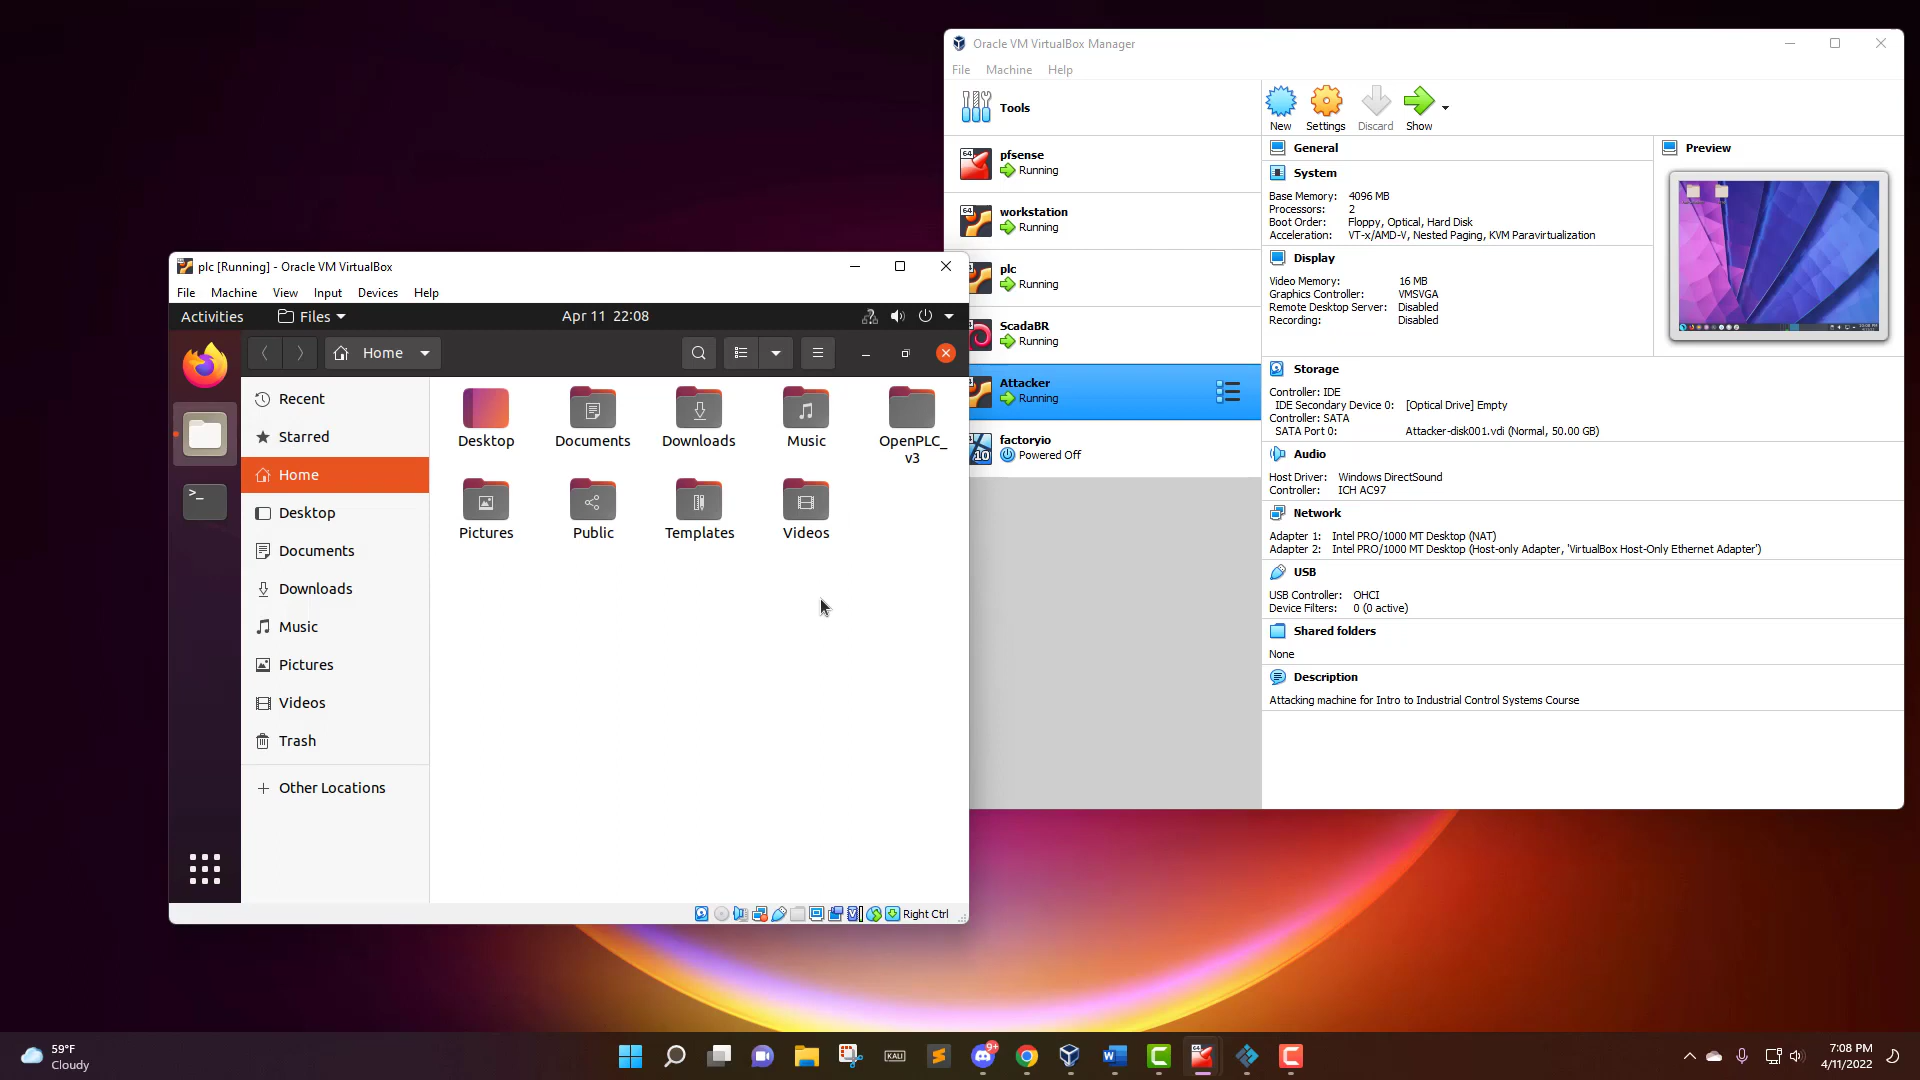 Oracle VM VirtualBox Manager
File Machine Help
Tools
New Settings Discard Show
64 pfsense
Running
64 workstation
Running
plc
Running
ScadaBR
Running
Attacker
Running
10 factoryio
Powered Off
General
System
Base Memory: 4096 MB
Processors: 2
Boot Order: Floppy, Optical, Hard Disk
Acceleration: VT-x/AMD-V, Nested Paging, KVM Paravirtualization
Display
Video Memory: 16 MB
Graphics Controller: VMSVGA
Remote Desktop Server: Disabled
Recording: Disabled
Preview
Storage
Controller: IDE
IDE Secondary Device 0: [Optical Drive] Empty
Controller: SATA
SATA Port 0: Attacker-disk001.vdi (Normal, 50.00 GB)
Audio
Host Driver: Windows DirectSound
Controller: ICH AC97
Network
Adapter 1: Intel PRO/1000 MT Desktop (NAT)
Adapter 2: Intel PRO/1000 MT Desktop (Host-only Adapter, 'VirtualBox Host-Only Ethernet Adapter')
USB
USB Controller: OHCI
Device Filters: 0 (0 active)
Shared folders
None
Description
Attacking machine for Intro to Industrial Control Systems Course
plc [Running] - Oracle VM VirtualBox
File Machine View Input Devices Help
Activities Files Apr 11 22:08
Home
Recent
Starred
Home
Desktop
Documents
Downloads
Music
Pictures
Videos
Trash
+ Other Locations
Desktop Documents Downloads Music OpenPLC_
v3
Pictures Public Templates Videos
Right Ctrl
59°F
Cloudy
KALI
9+
7:08 PM
4/11/2022